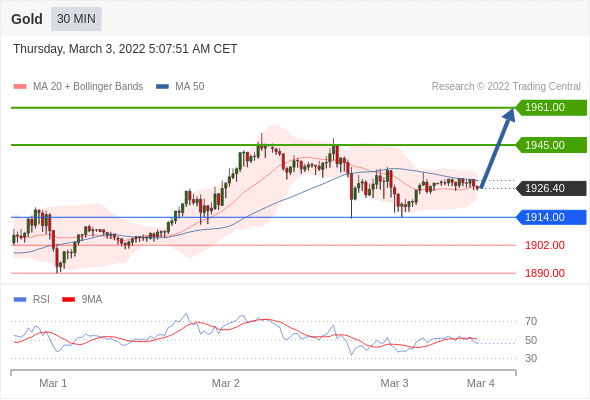 Gold 30 MIN
Thursday, March 3, 2022 5:07:51 AM CET
MA 20 + Bollinger Bands MA 50 Research © 2022 Trading Central
1961.00
1945.00
1926.40
1914.00
1902.00
1890.00
RSI 9MA
70
50
30
Mar 1 Mar 2 Mar 3 Mar 4